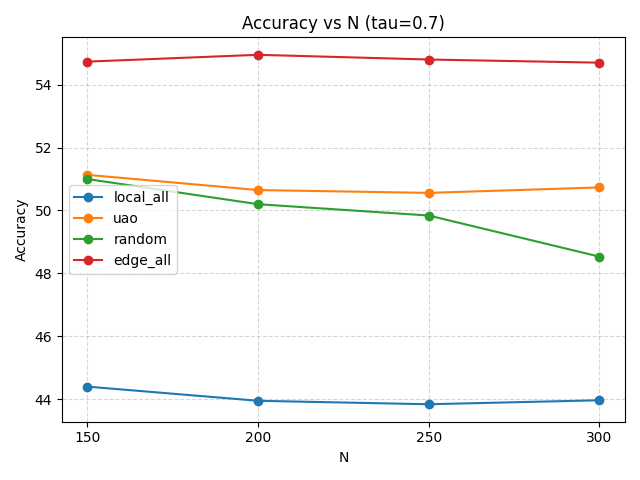 Accuracy vs N (tau=0.7)
Accuracy
54
52
50
48
46
44
local_all
uao
random
edge_all
150 200 250 300
N